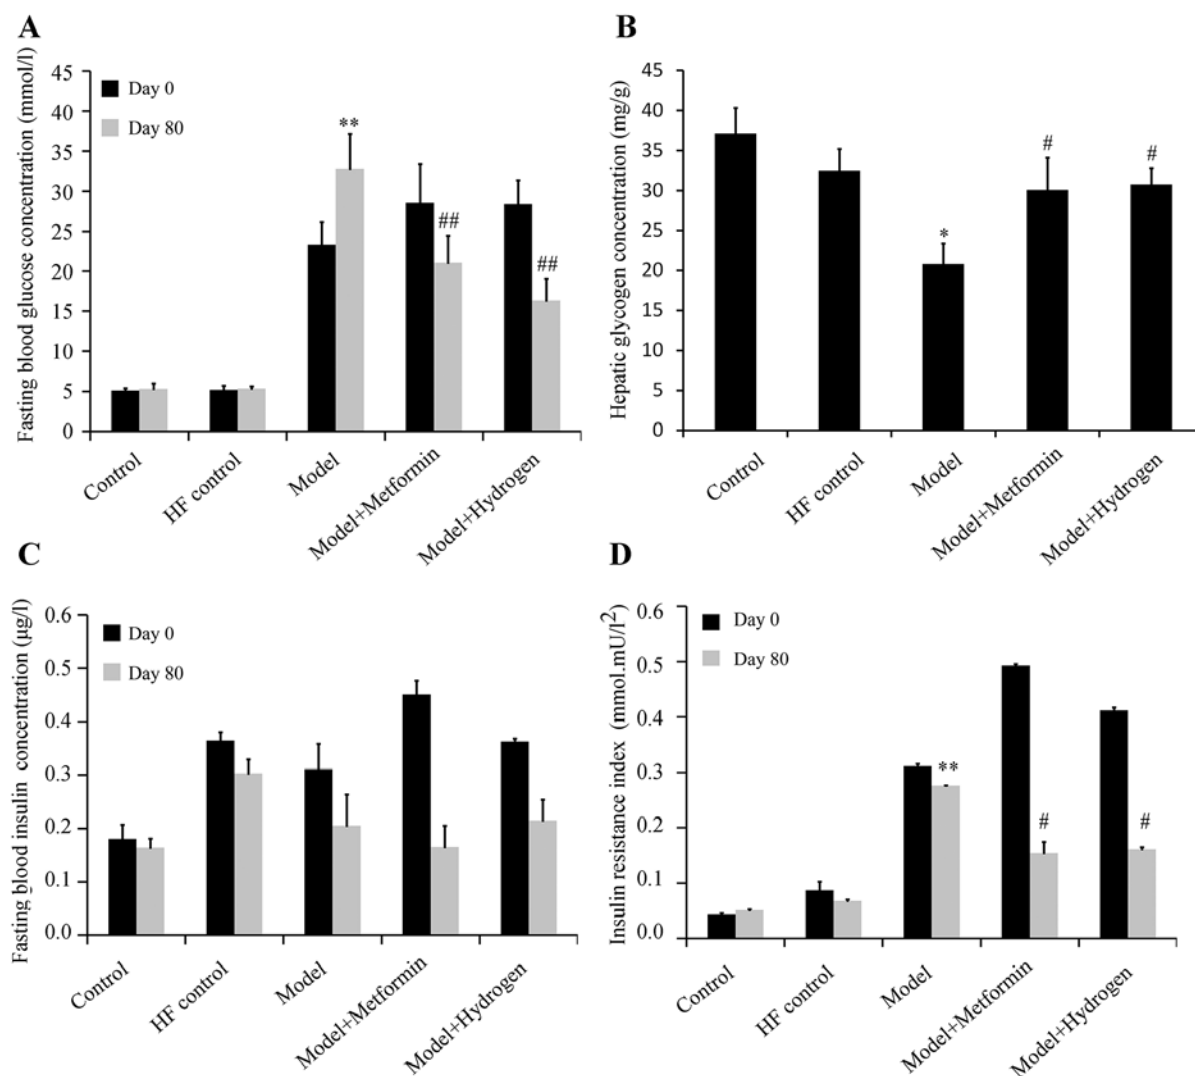 A
Fasting blood glucose concentration (mmol/l)
45
40
35
30
25
20
15
10
5
0
Day 0
Day 80
**
##
##
Control
HF control
Model
Model+Metformin
Model+Hydrogen
B
Hepatic glycogen concentration (mg/g)
45
40
35
30
25
20
15
10
5
0
*
#
#
Control
HF control
Model
Model+Metformin
Model+Hydrogen
C
Fasting blood insulin concentration (µg/l)
0.6
0.5
0.4
0.3
0.2
0.1
0.0
Day 0
Day 80
Control
HF control
Model
Model+Metformin
Model+Hydrogen
D
Insulin resistance index (mmol.mU/l²)
0.6
0.5
0.4
0.3
0.2
0.1
0.0
Day 0
Day 80
**
#
#
Control
HF control
Model
Model+Metformin
Model+Hydrogen